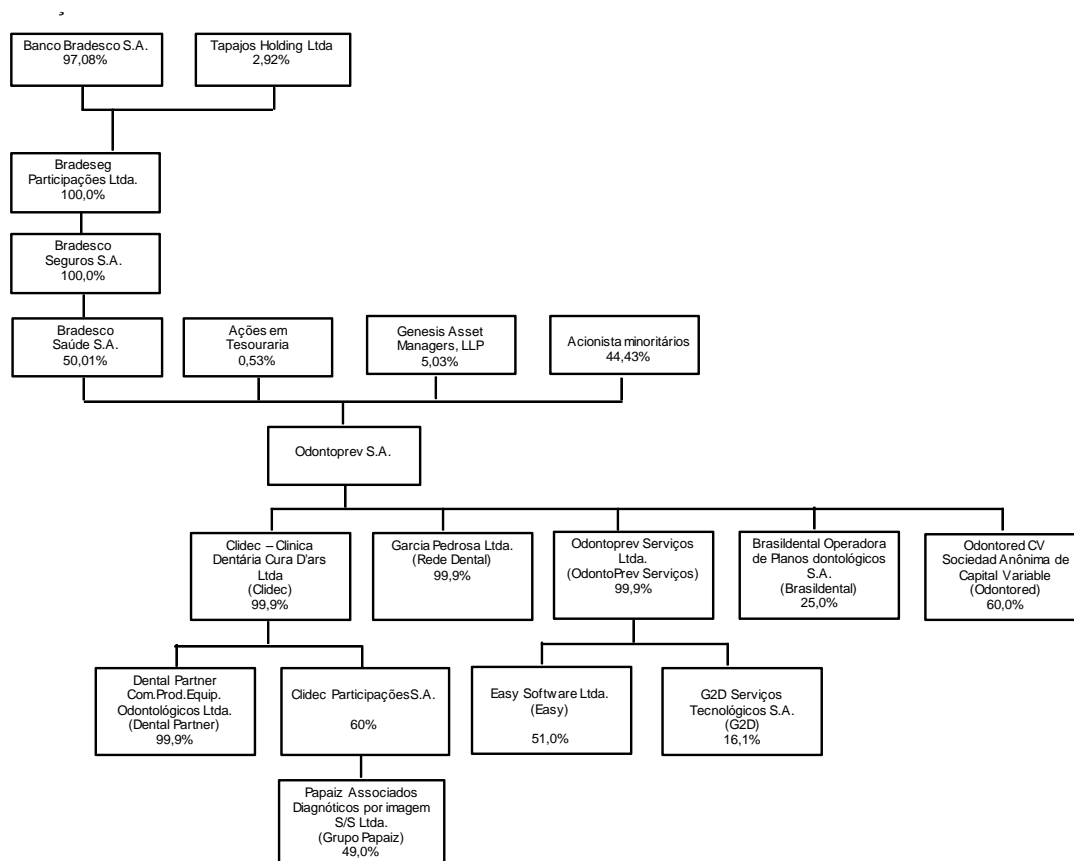 Banco Bradesco S.A.
97,08%
Tapajos Holding Ltda
2,92%
Bradeseg
Participações Ltda.
100,0%
Bradesco
Seguros S.A.
100,0%
Bradesco
Saúde S.A.
50,01%
Ações em
Tesouraria
0,53%
Genesis Asset
Managers, LLP
5,03%
Acionista minoritários
44,43%
Odontoprev S.A.
Clidec – Clinica
Dentária Cura D'ars
Ltda
(Clidec)
99,9%
Garcia Pedrosa Ltda.
(Rede Dental)
99,9%
Odontoprev Serviços
Ltda.
(OdontoPrev Serviços)
99,9%
Brasildental Operadora
de Planos dontológicos
S.A.
(Brasildental)
25,0%
Odontored CV
Sociedad Anônima de
Capital Variable
(Odontored)
60,0%
Dental Partner
Com.Prod.Equip.
Odontológicos Ltda.
(Dental Partner)
99,9%
Clidec Participações S.A.
60%
Easy Software Ltda.
(Easy)
51,0%
G2D Serviços
Tecnológicos S.A.
(G2D)
16,1%
Papaiz Associados
Diagnóticos por imagem
S/S Ltda.
(Grupo Papaiz)
49,0%